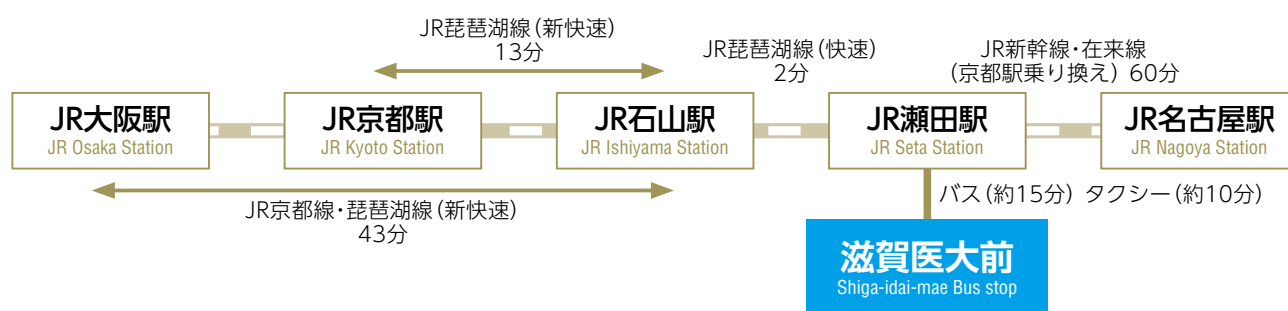 JR琵琶湖線(新快速)
13分
JR琵琶湖線(快速)
2分
JR新幹線・在来線
(京都駅乗り換え) 60分
JR大阪駅
JR Osaka Station
JR京都駅
JR Kyoto Station
JR石山駅
JR Ishiyama Station
JR瀬田駅
JR Seta Station
JR名古屋駅
JR Nagoya Station
JR京都線・琵琶湖線(新快速)
43分
バス(約15分) タクシー(約10分)
滋賀医大前
Shiga-idai-mae Bus stop